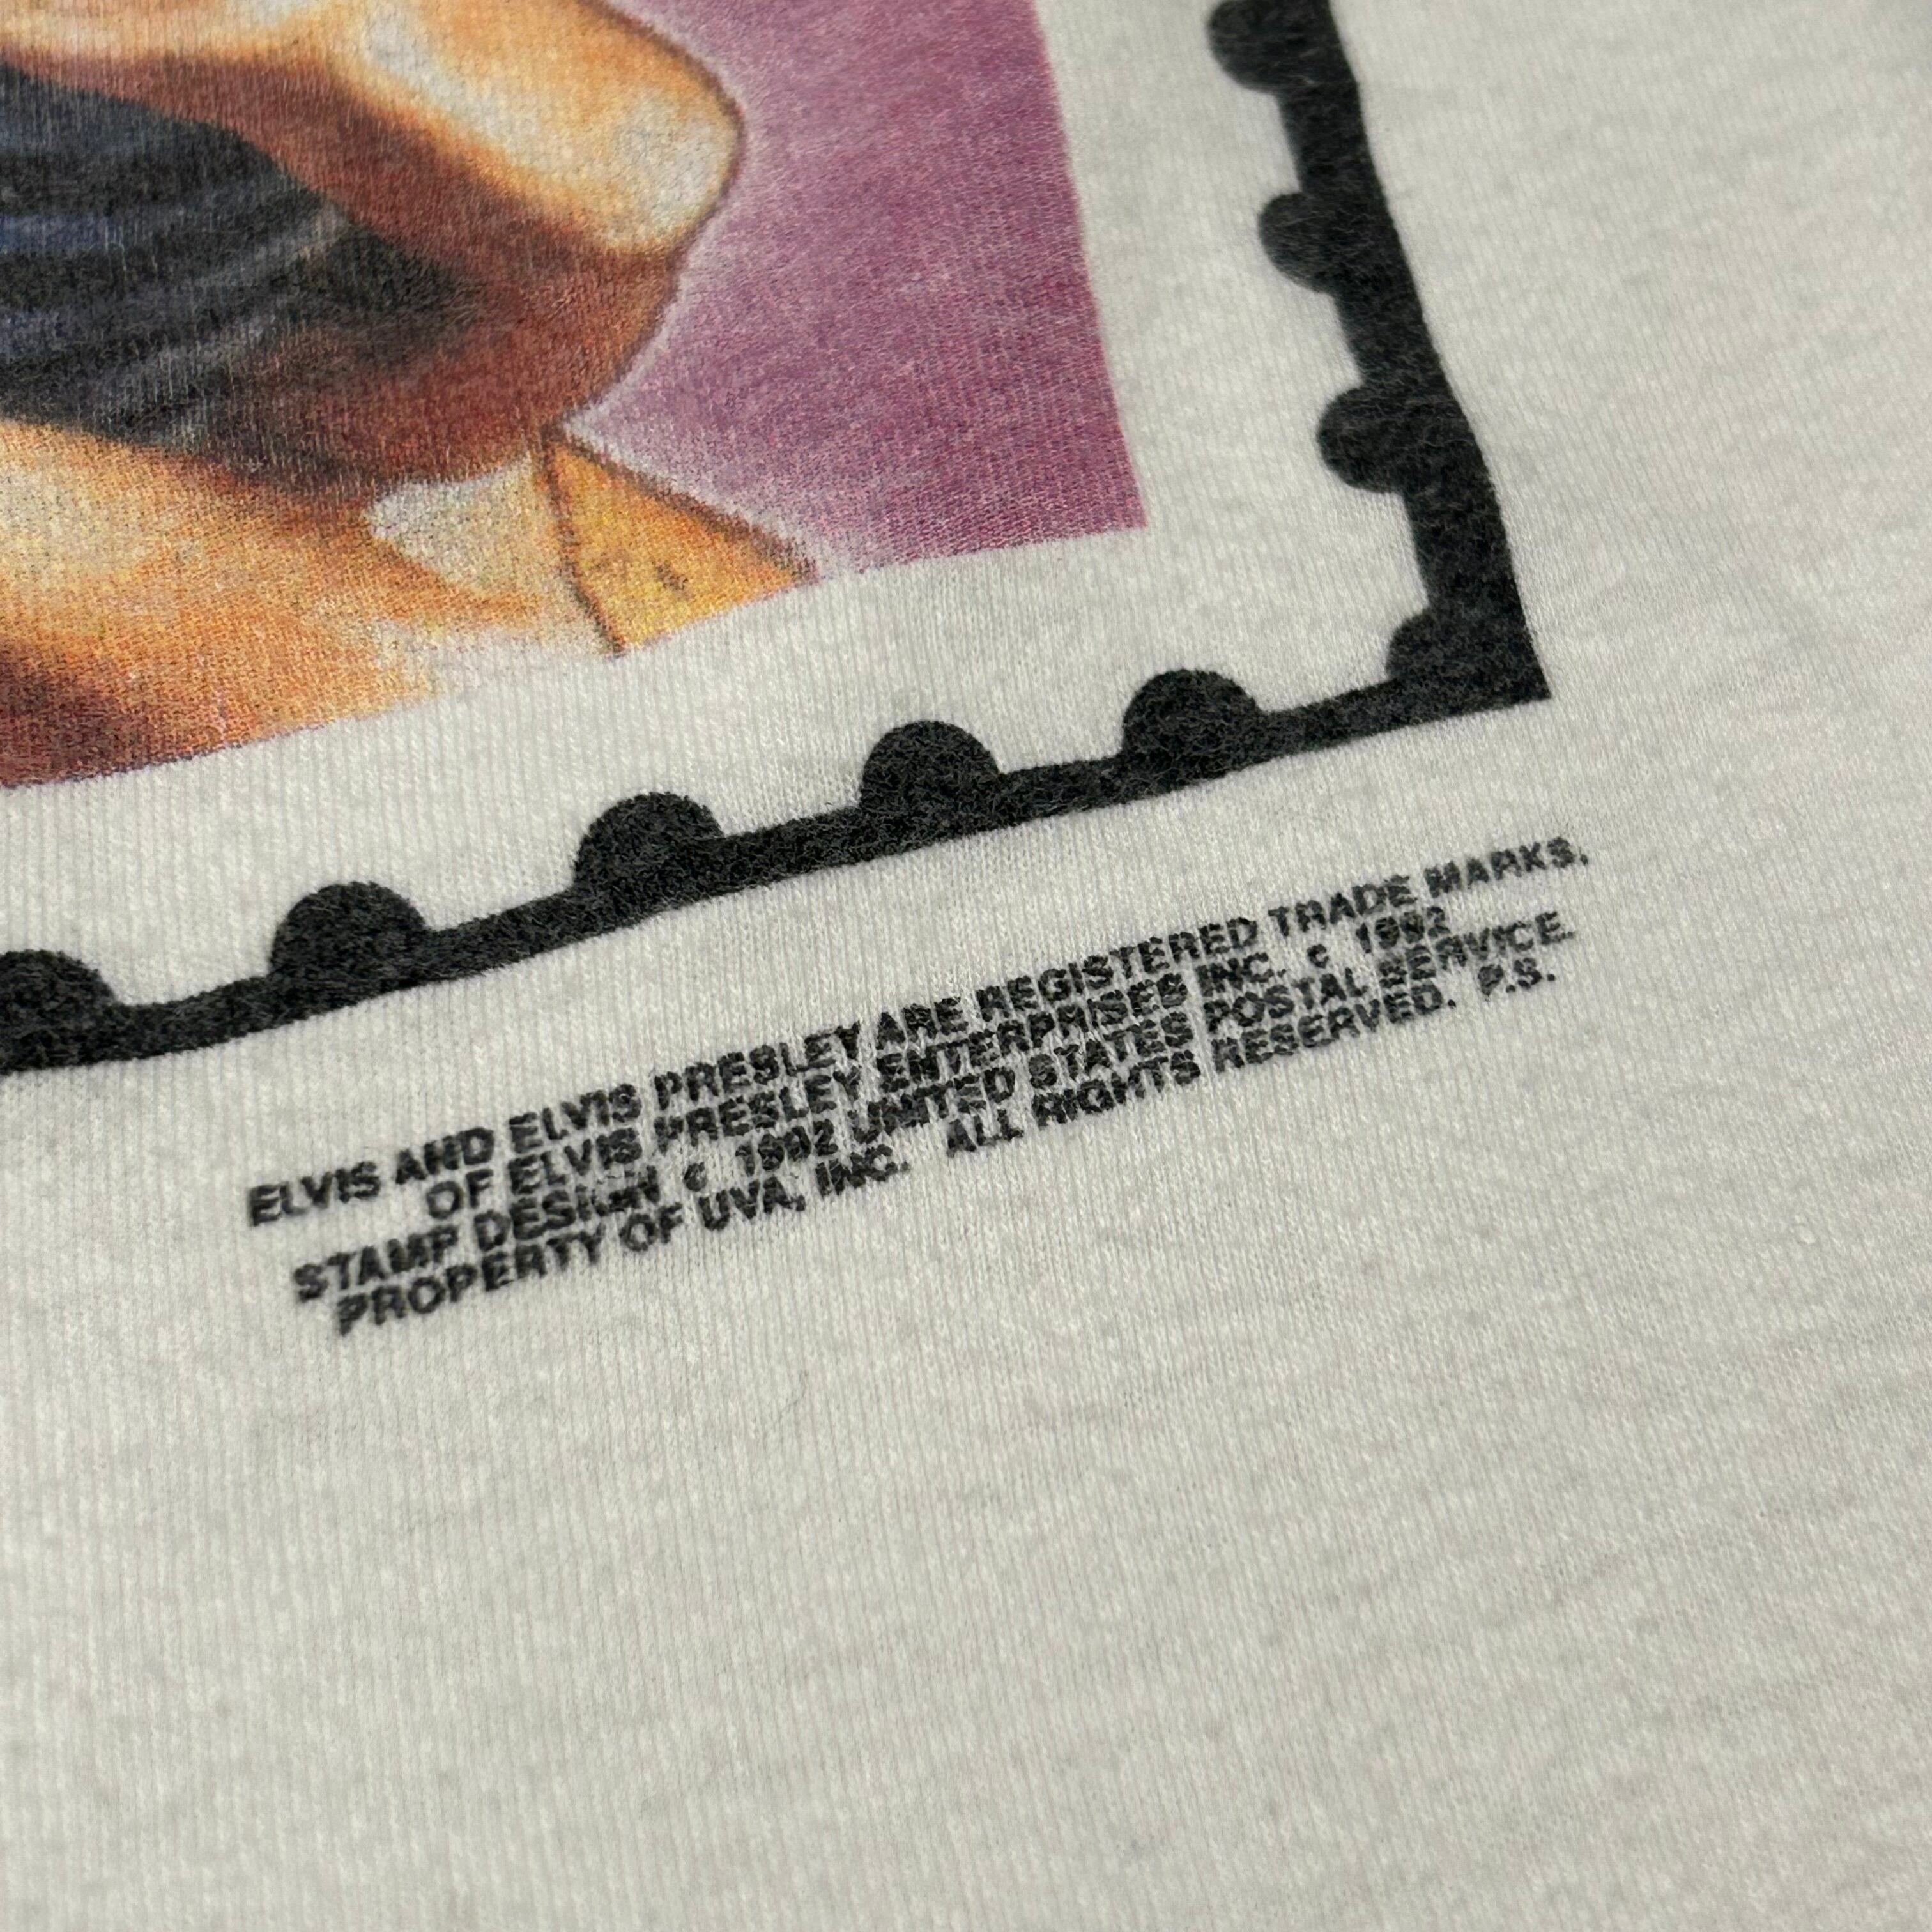 ELVIS AND ELVIS PRESLEY ARE REGISTERED TRADE MARKS,
OF ELVIS PRESLEY ENTERPRISES INC. c 1992
STAMP DESIGN c 1992 UNITED STATES POSTAL SERVICE.
PROPERTY OF UVA, INC. ALL RIGHTS RESERVED. P.S.